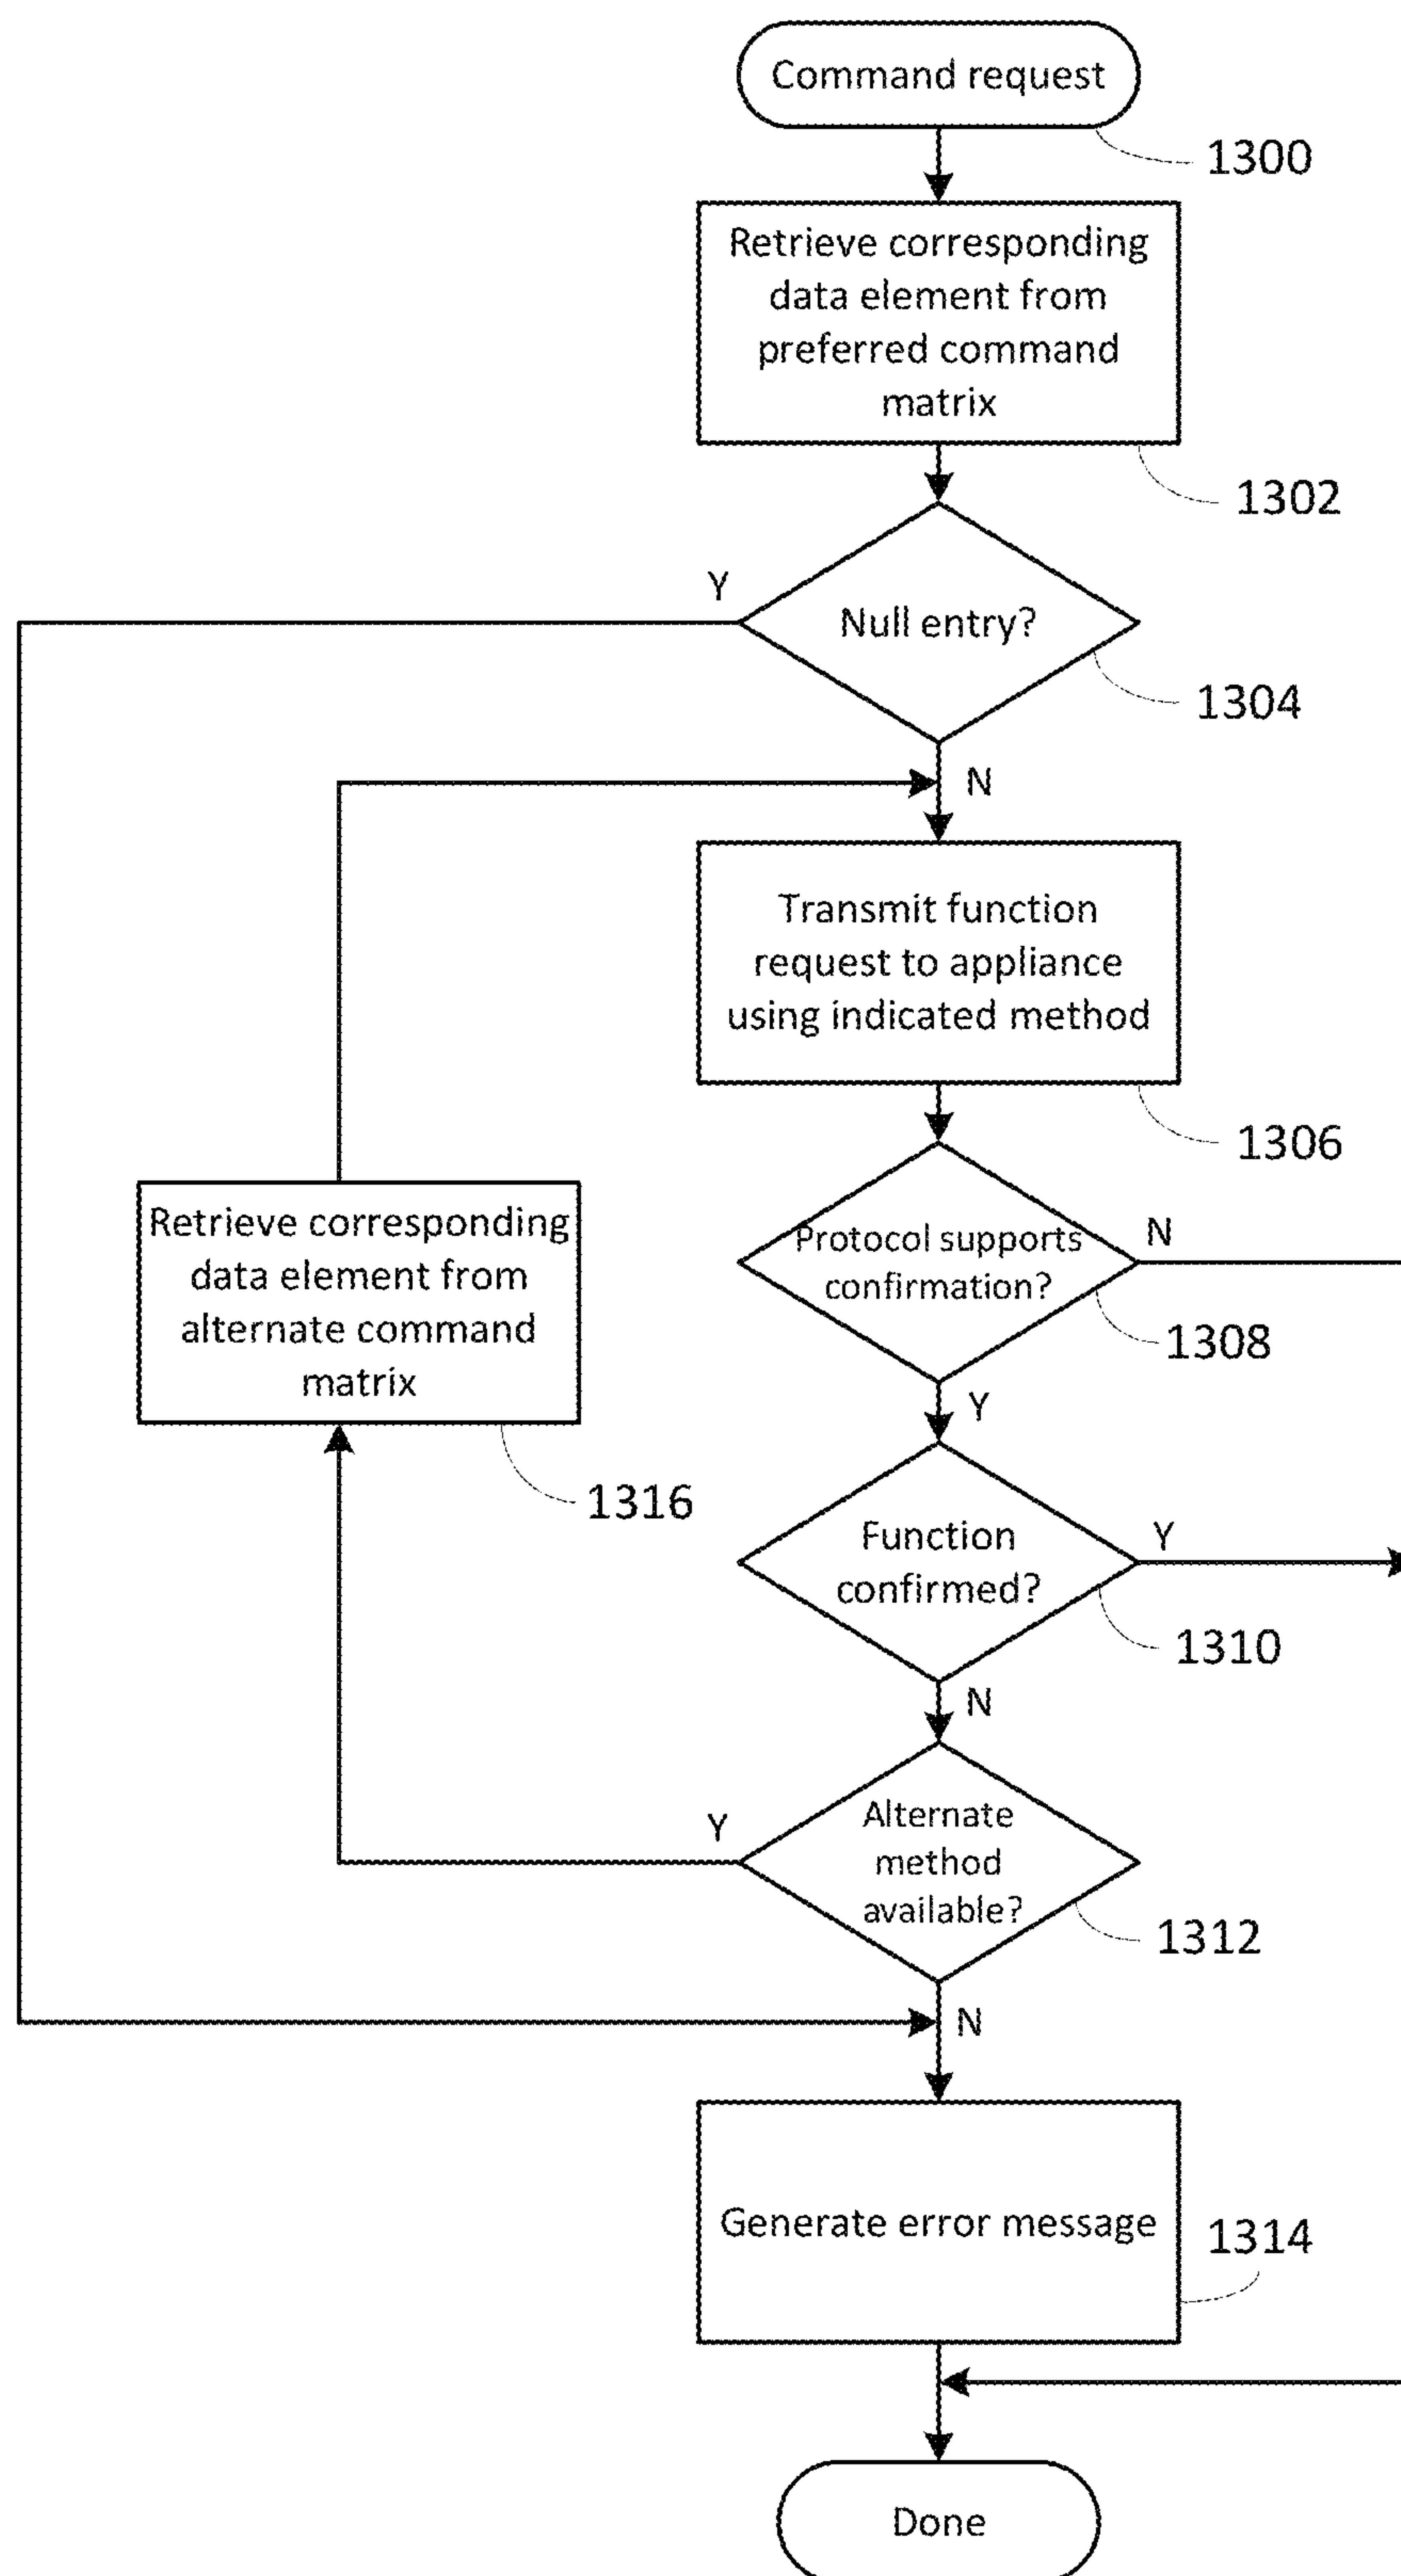 Command request
1300
Retrieve corresponding
data element from
preferred command
matrix
1302
Y
Null entry?
1304
N
Transmit function
request to appliance
using indicated method
1306
Retrieve corresponding
data element from
alternate command
matrix
1316
Protocol supports
confirmation?
N
1308
Y
Function
confirmed?
Y
1310
N
Y
Alternate
method
available?
1312
N
Generate error message
1314
Done